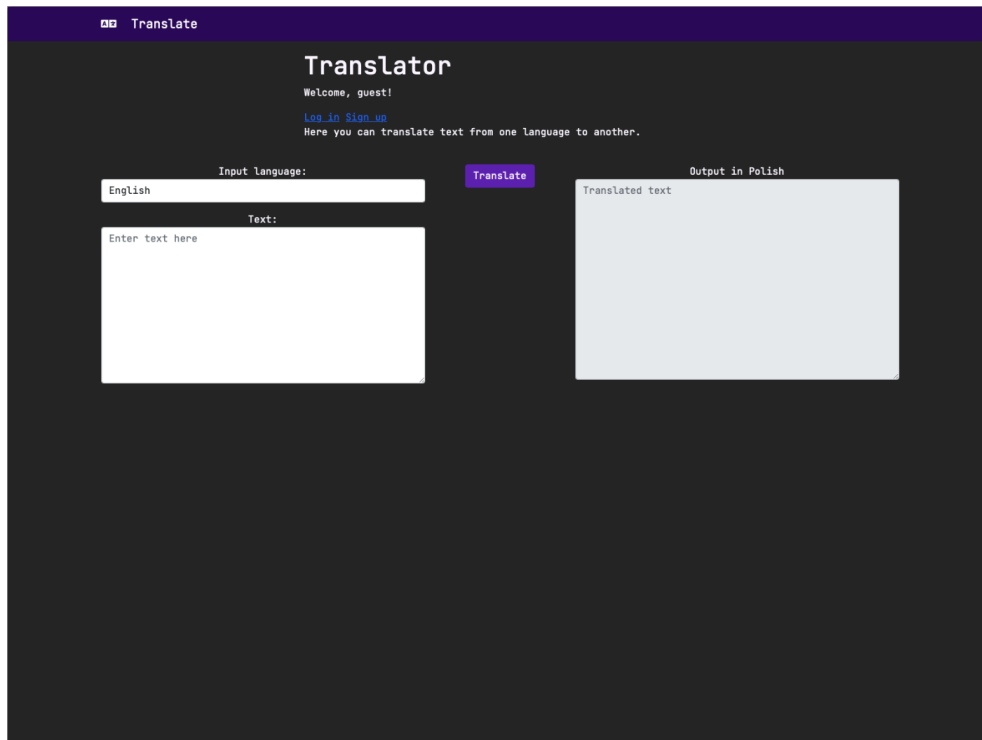 Translate
Translator
Welcome, guest!
Log in Sign up
Here you can translate text from one language to another.
Input language:
English
Text:
Enter text here
Translate
Output in Polish
Translated text